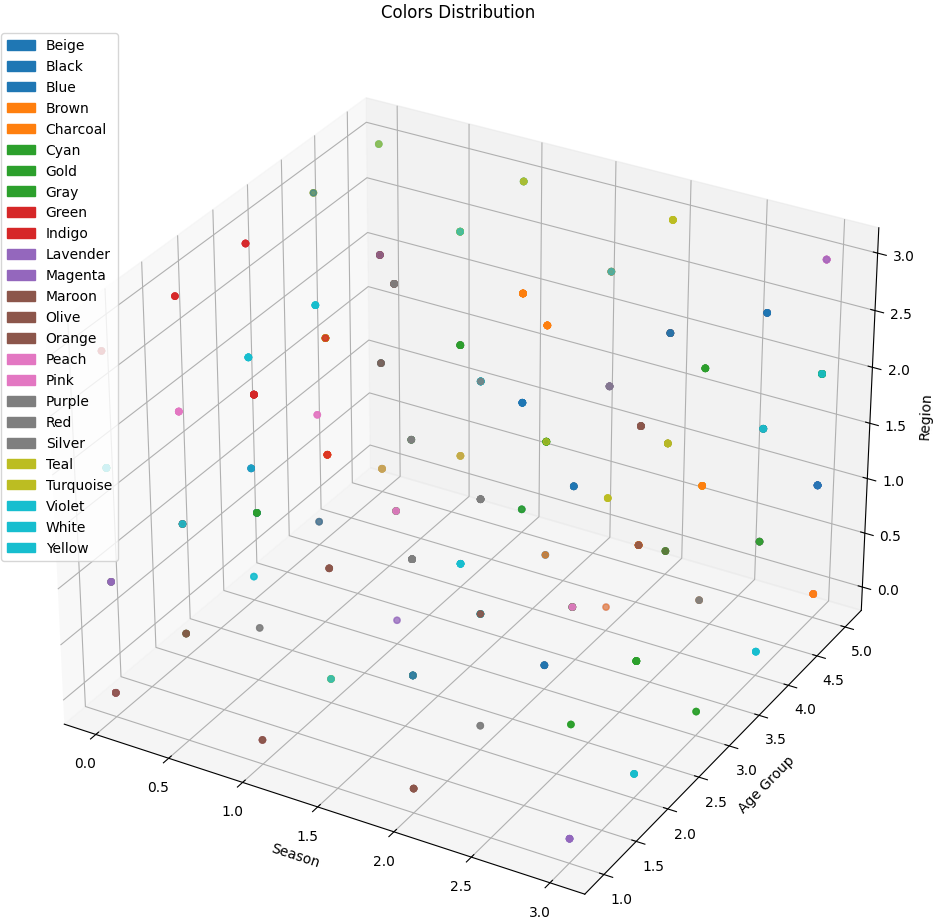 Colors Distribution
Beige
Black
Blue
Brown
Charcoal
Cyan
Gold
Gray
Green
Indigo
Lavender
Magenta
Maroon
Olive
Orange
Peach
Pink
Purple
Red
Silver
Teal
Turquoise
Violet
White
Yellow
3.0
2.5
2.0
1.5
1.0
0.5
0.0
Region
5.0
4.5
4.0
3.5
3.0
2.5
2.0
1.5
1.0
Age Group
0.0
0.5
1.0
1.5
2.0
2.5
3.0
Season